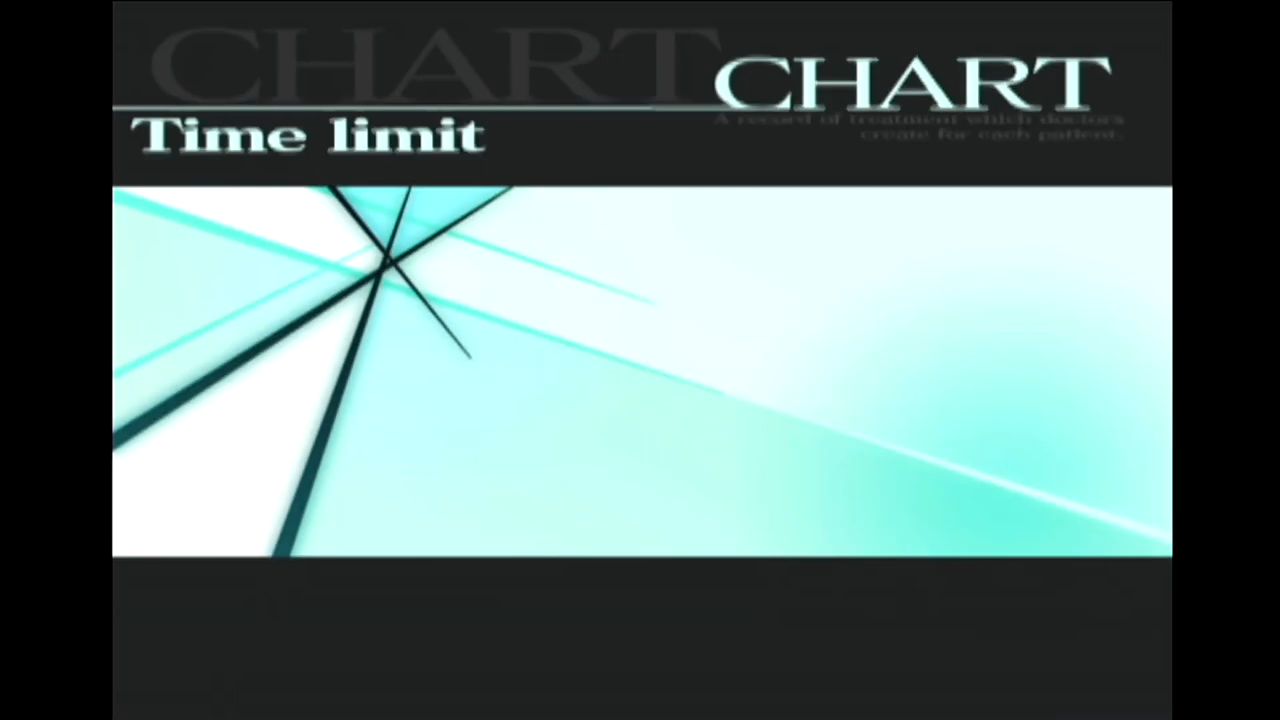 CHART
CHART
Time limit
A record of treatment which doctors
create for each patient.